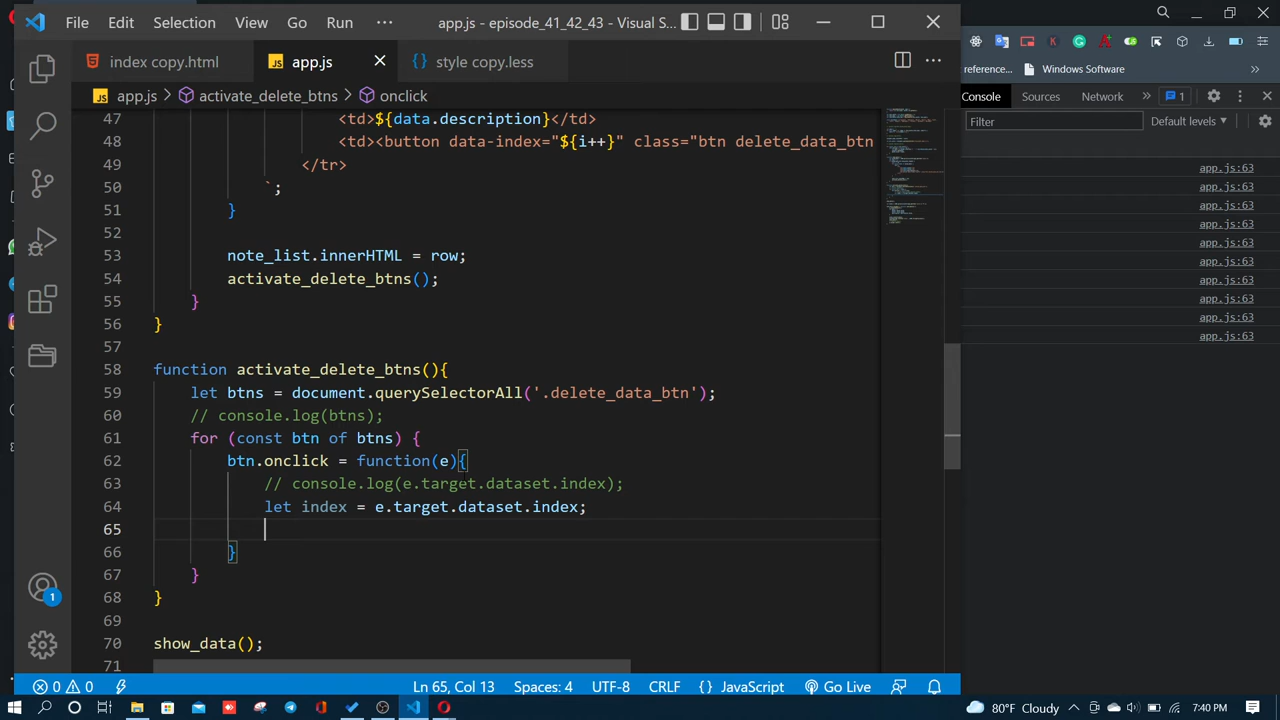 File Edit Selection View Go Run ··· app.js - episode_41_42_43 - Visual S...
index copy.html app.js style copy.less
app.js > activate_delete_btns > onclick
47 <td>${data.description}</td>
48 <td><button data-index="${i++}" class="btn delete_data_btn
49 </tr>
50 `;
51 }
52
53 note_list.innerHTML = row;
54 activate_delete_btns();
55 }
56 }
57
58 function activate_delete_btns(){
59 let btns = document.querySelectorAll('.delete_data_btn');
60 // console.log(btns);
61 for (const btn of btns) {
62 btn.onclick = function(e){
63 // console.log(e.target.dataset.index);
64 let index = e.target.dataset.index;
65
66 }
67 }
68 }
69
70 show_data();
71
1
0 0 Ln 65, Col 13 Spaces: 4 UTF-8 CRLF {} JavaScript Go Live
reference... Windows Software »
Console Sources Network » 1
Filter Default levels
app.js:63
app.js:63
app.js:63
app.js:63
app.js:63
app.js:63
app.js:63
app.js:63
app.js:63
app.js:63
80°F Cloudy 7:40 PM